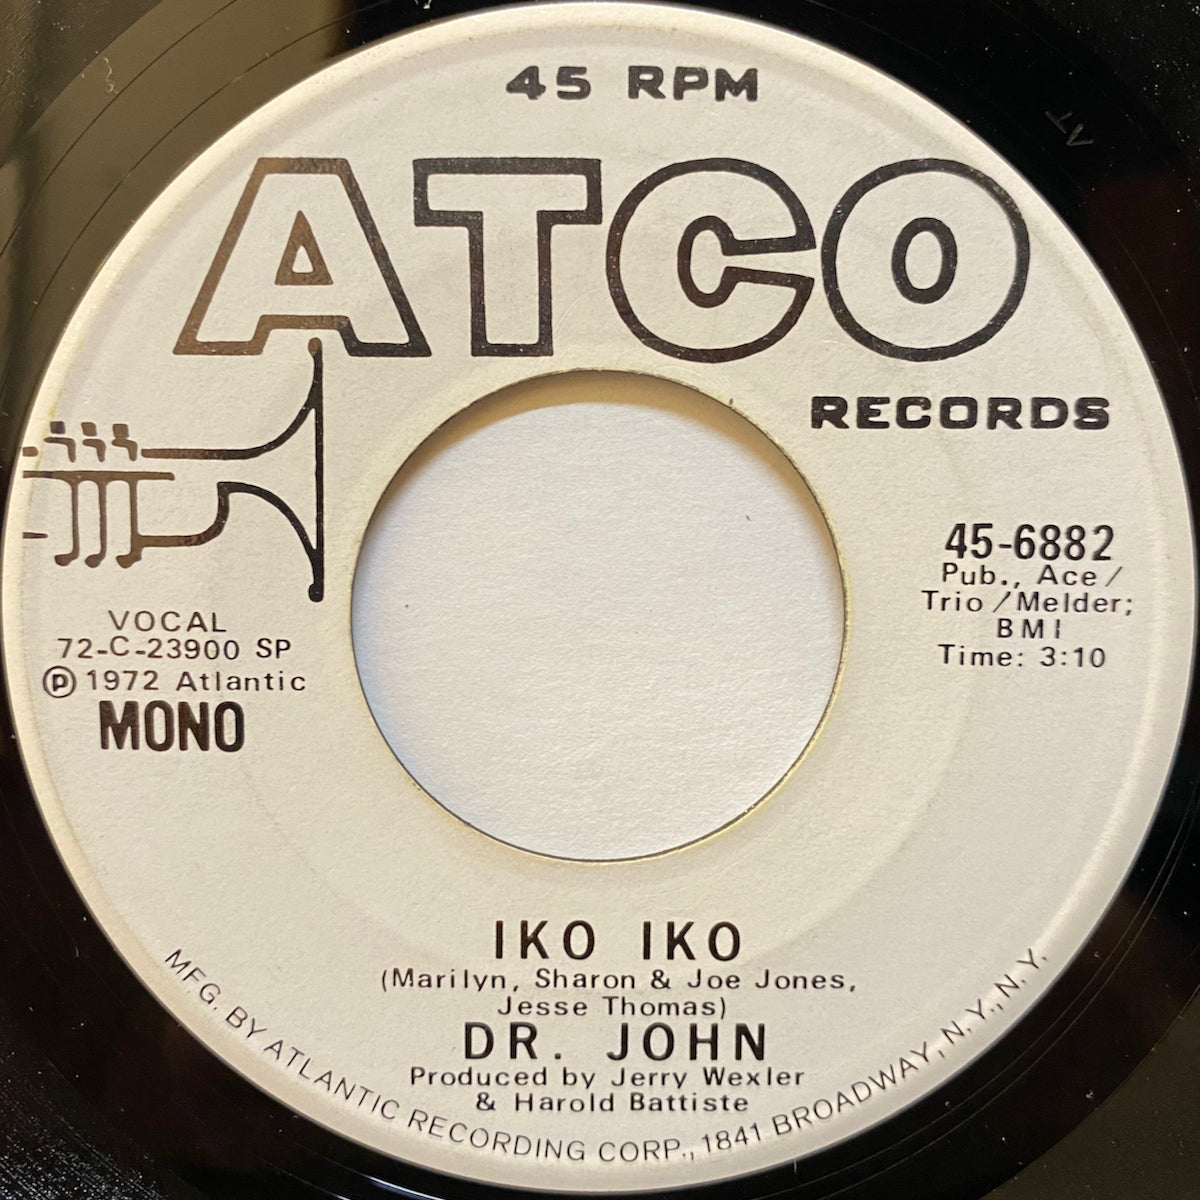 45 RPM
ATCO
RECORDS
45-6882
Pub., Ace/
Trio/Melder;
BMI
Time: 3:10
VOCAL
72-C-23900 SP
Ⓟ 1972 Atlantic
MONO
IKO IKO
(Marilyn, Sharon & Joe Jones,
Jesse Thomas)
DR. JOHN
Produced by Jerry Wexler
& Harold Battiste
MFG. BY ATLANTIC RECORDING CORP., 1841 BROADWAY, N.Y., N.Y.
AT